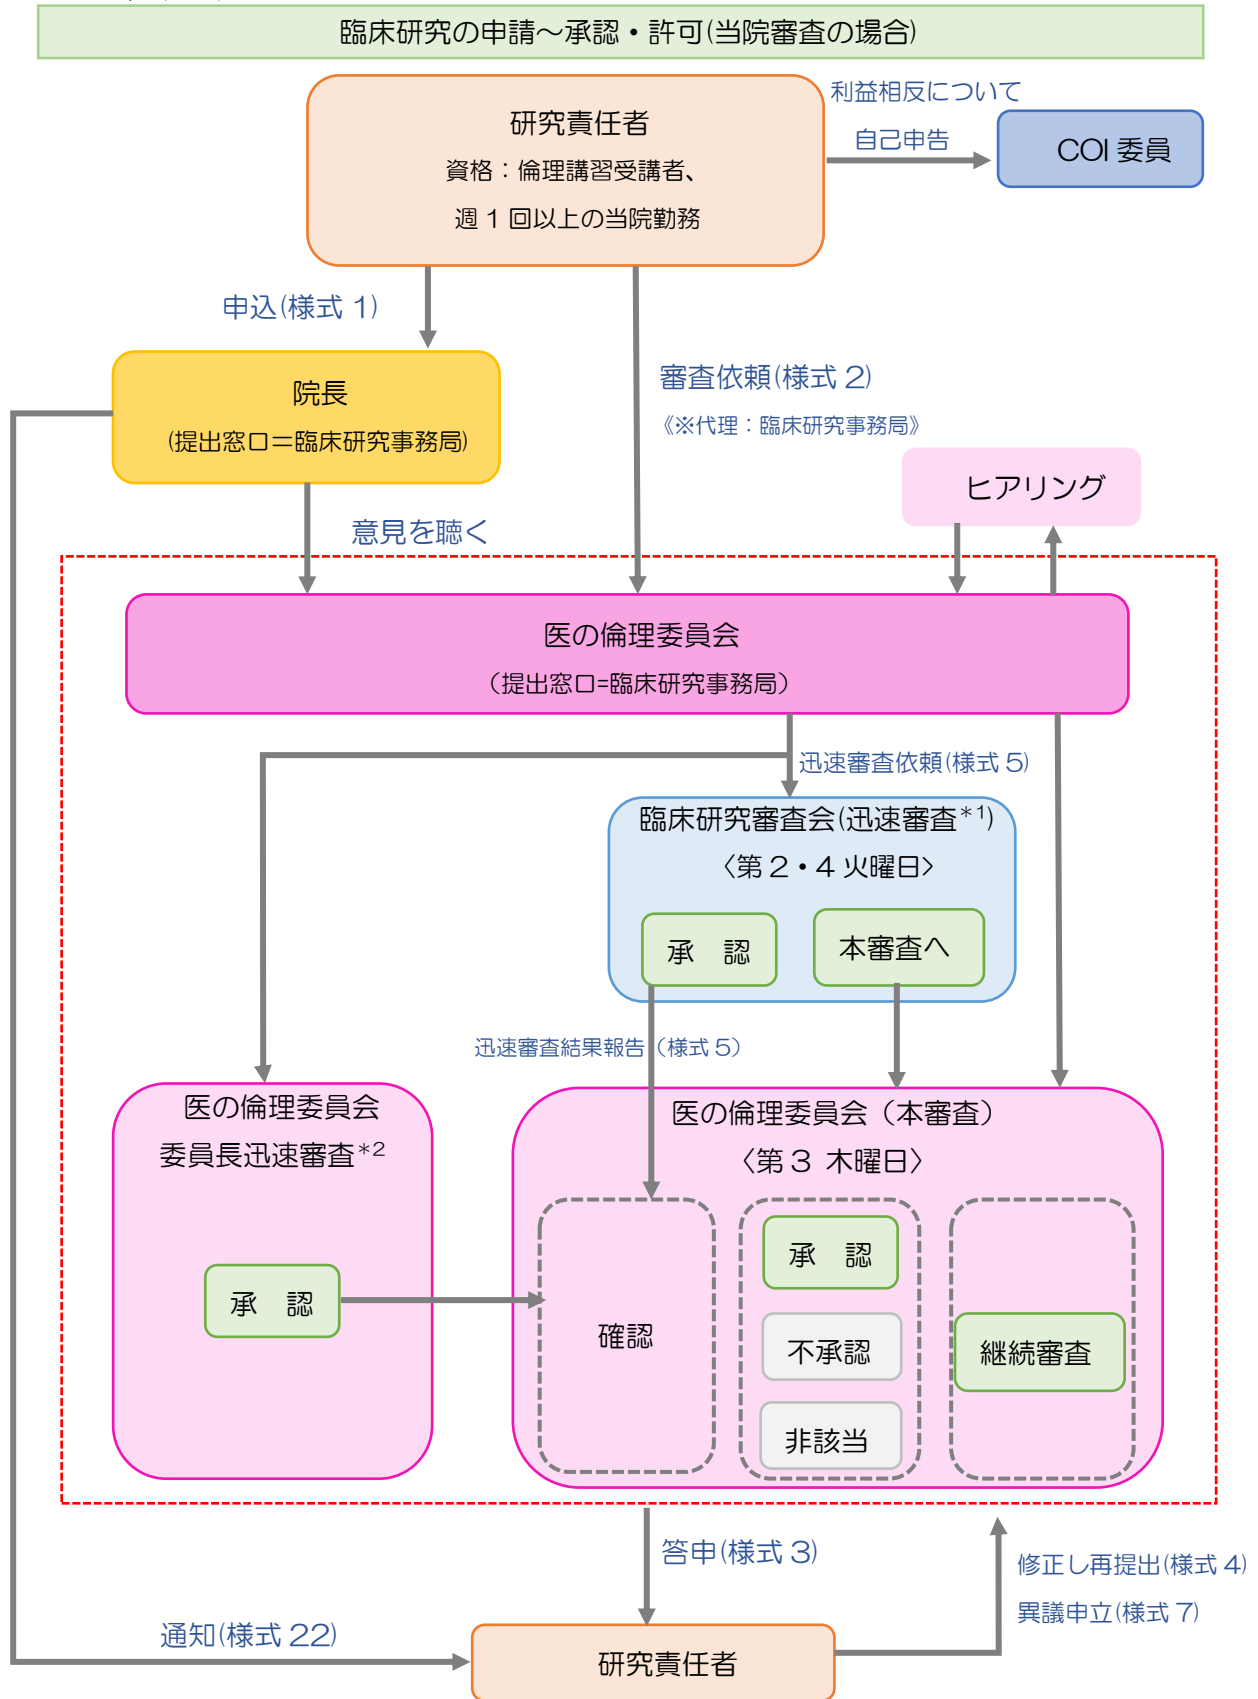 臨床研究の申請～承認・許可(当院審査の場合)
研究責任者
資格：倫理講習受講者、
週 1 回以上の当院勤務
利益相反について
自己申告
COI 委員
申込(様式 1)
院長
(提出窓口＝臨床研究事務局)
審査依頼(様式 2)
《※代理：臨床研究事務局》
ヒアリング
意見を聴く
医の倫理委員会
（提出窓口=臨床研究事務局）
迅速審査依頼(様式 5)
臨床研究審査会(迅速審査*1)
〈第 2・4 火曜日〉
承　認
本審査へ
迅速審査結果報告（様式 5）
医の倫理委員会
委員長迅速審査*2
承　認
医の倫理委員会（本審査）
〈第 3 木曜日〉
確認
承　認
不承認
非該当
継続審査
答申(様式 3)
修正し再提出(様式 4)
異議申立(様式 7)
通知(様式 22)
研究責任者